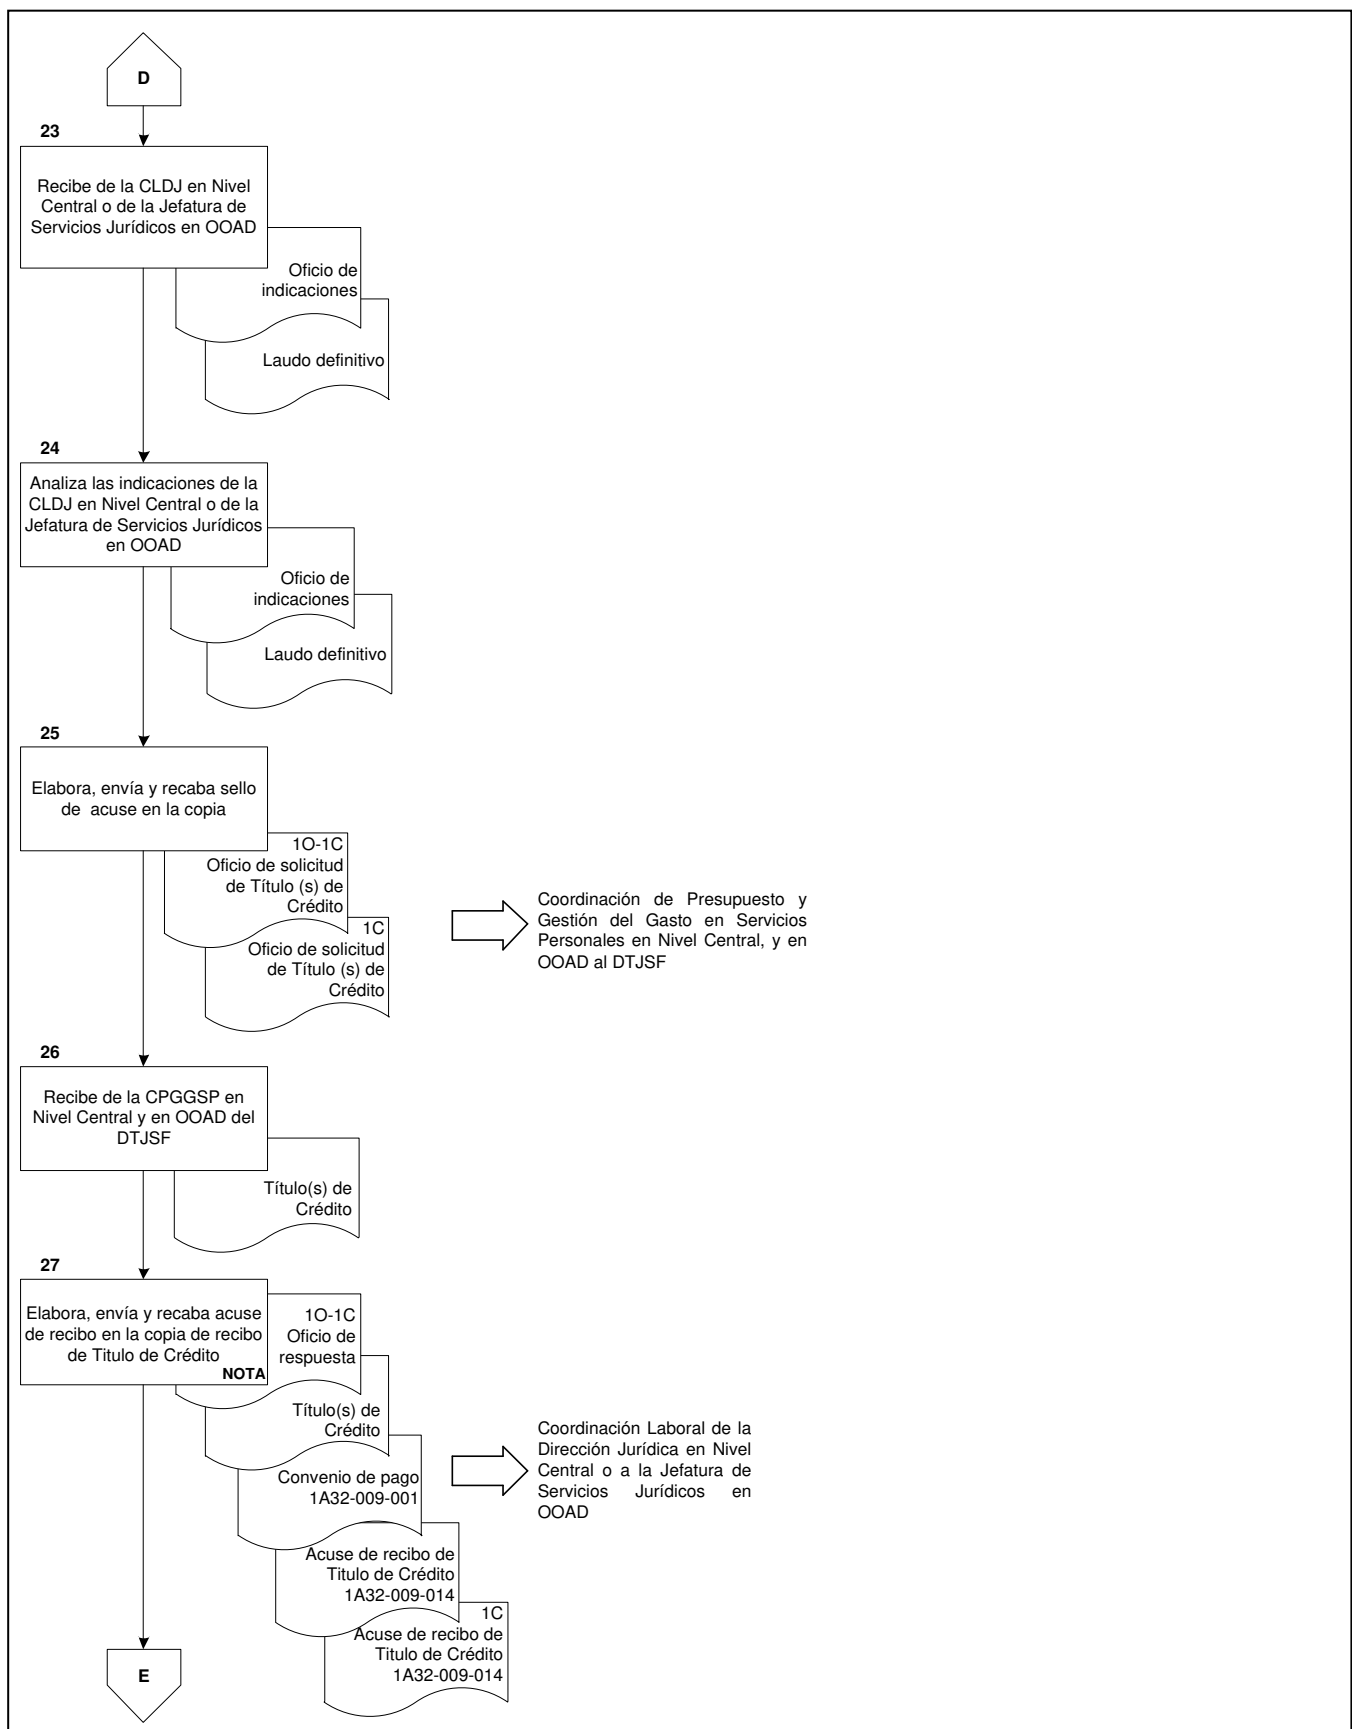 D
23
Recibe de la CLDJ en Nivel
Central o de la Jefatura de
Servicios Jurídicos en OOAD
Oficio de
indicaciones
Laudo definitivo
24
Analiza las indicaciones de la
CLDJ en Nivel Central o de la
Jefatura de Servicios Jurídicos
en OOAD
Oficio de
indicaciones
Laudo definitivo
25
Elabora, envía y recaba sello
de acuse en la copia
1O-1C
Oficio de solicitud
de Título (s) de
Crédito
1C
Oficio de solicitud
de Título (s) de
Crédito
Coordinación de Presupuesto y
Gestión del Gasto en Servicios
Personales en Nivel Central, y en
OOAD al DTJSF
26
Recibe de la CPGGSP en
Nivel Central y en OOAD del
DTJSF
Título(s) de
Crédito
27
Elabora, envía y recaba acuse
de recibo en la copia de recibo
de Titulo de Crédito
NOTA
1O-1C
Oficio de
respuesta
Título(s) de
Crédito
Convenio de pago
1A32-009-001
Acuse de recibo de
Titulo de Crédito
1A32-009-014
1C
Acuse de recibo de
Titulo de Crédito
1A32-009-014
Coordinación Laboral de la
Dirección Jurídica en Nivel
Central o a la Jefatura de
Servicios Jurídicos en
OOAD
E